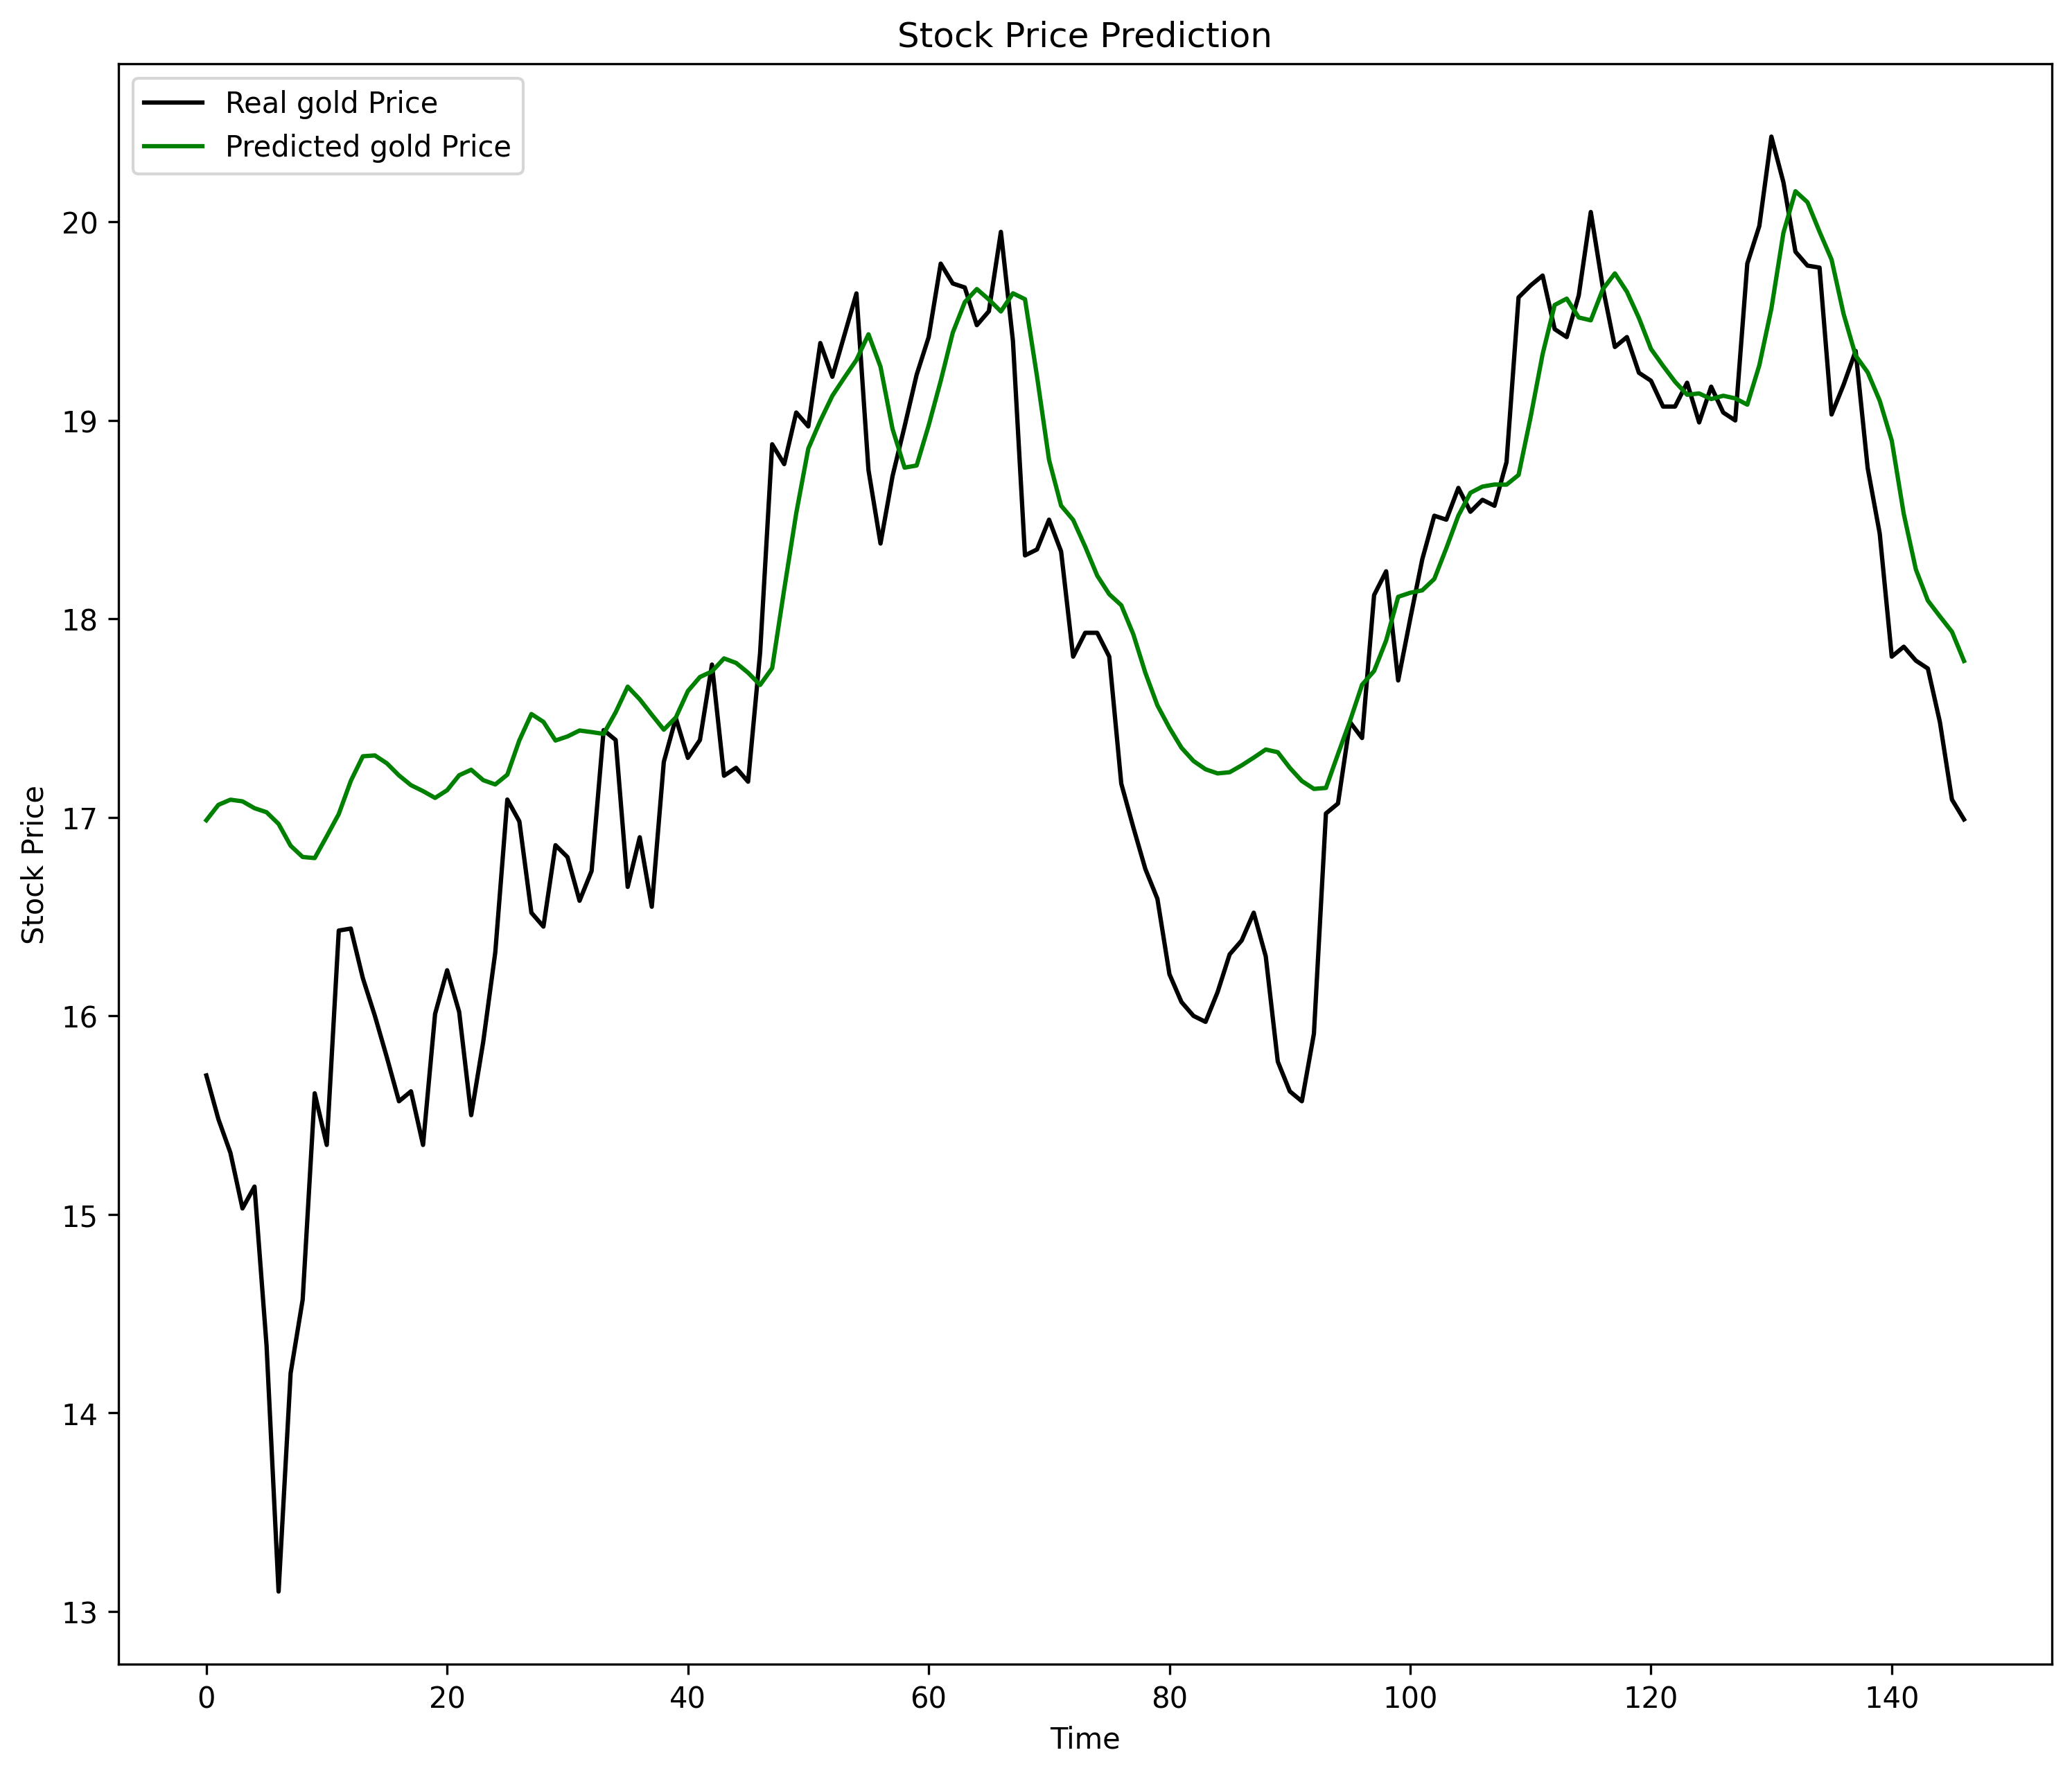 Stock Price Prediction
Real gold Price
Predicted gold Price
Stock Price
20
19
18
17
16
15
14
13
0 20 40 60 80 100 120 140
Time